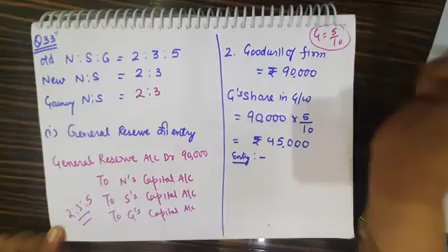 Q33
Old N:S:G = 2:3:5
New N:S = 2:3
Gaining N:S = 2:3
(i) General Reserve की entry
General Reserve A/c Dr 90,000
To N's Capital A/c
To S's Capital A/c
To G's Capital A/c
2:3:5
G = 5/10
2. Goodwill of firm
= ₹ 90,000
G's share in G/w
= 90,000 × 5/10
= ₹ 45,000
Entry :-